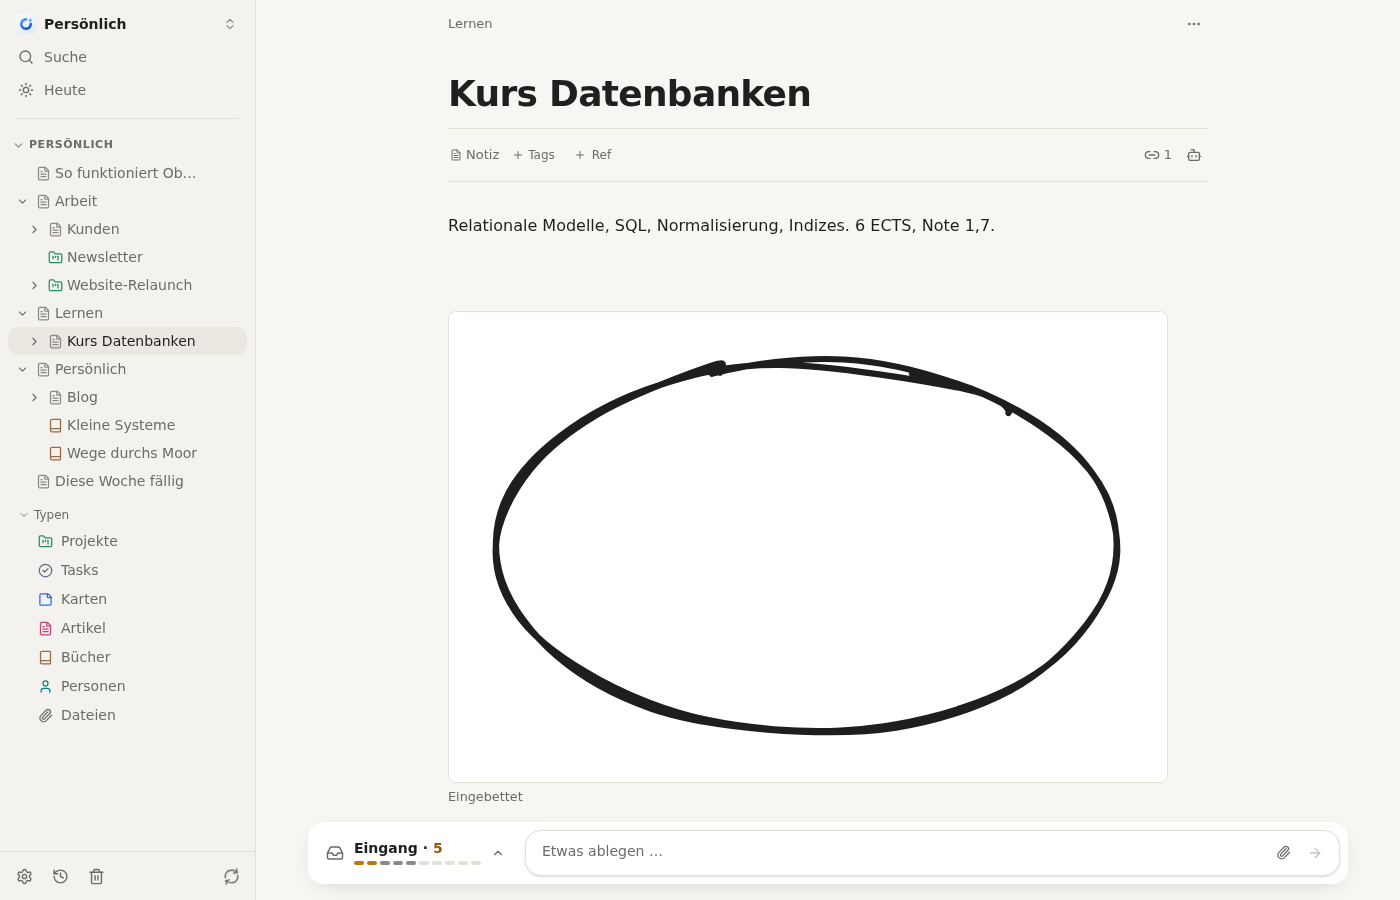 Persönlich
Suche
Heute
PERSÖNLICH
So funktioniert Ob…
Arbeit
Kunden
Newsletter
Website-Relaunch
Lernen
Kurs Datenbanken
Persönlich
Blog
Kleine Systeme
Wege durchs Moor
Diese Woche fällig
Typen
Projekte
Tasks
Karten
Artikel
Bücher
Personen
Dateien
Lernen
Kurs Datenbanken
Notiz + Tags + Ref 1
Relationale Modelle, SQL, Normalisierung, Indizes. 6 ECTS, Note 1,7.
Eingebettet
Eingang · 5
Etwas ablegen …